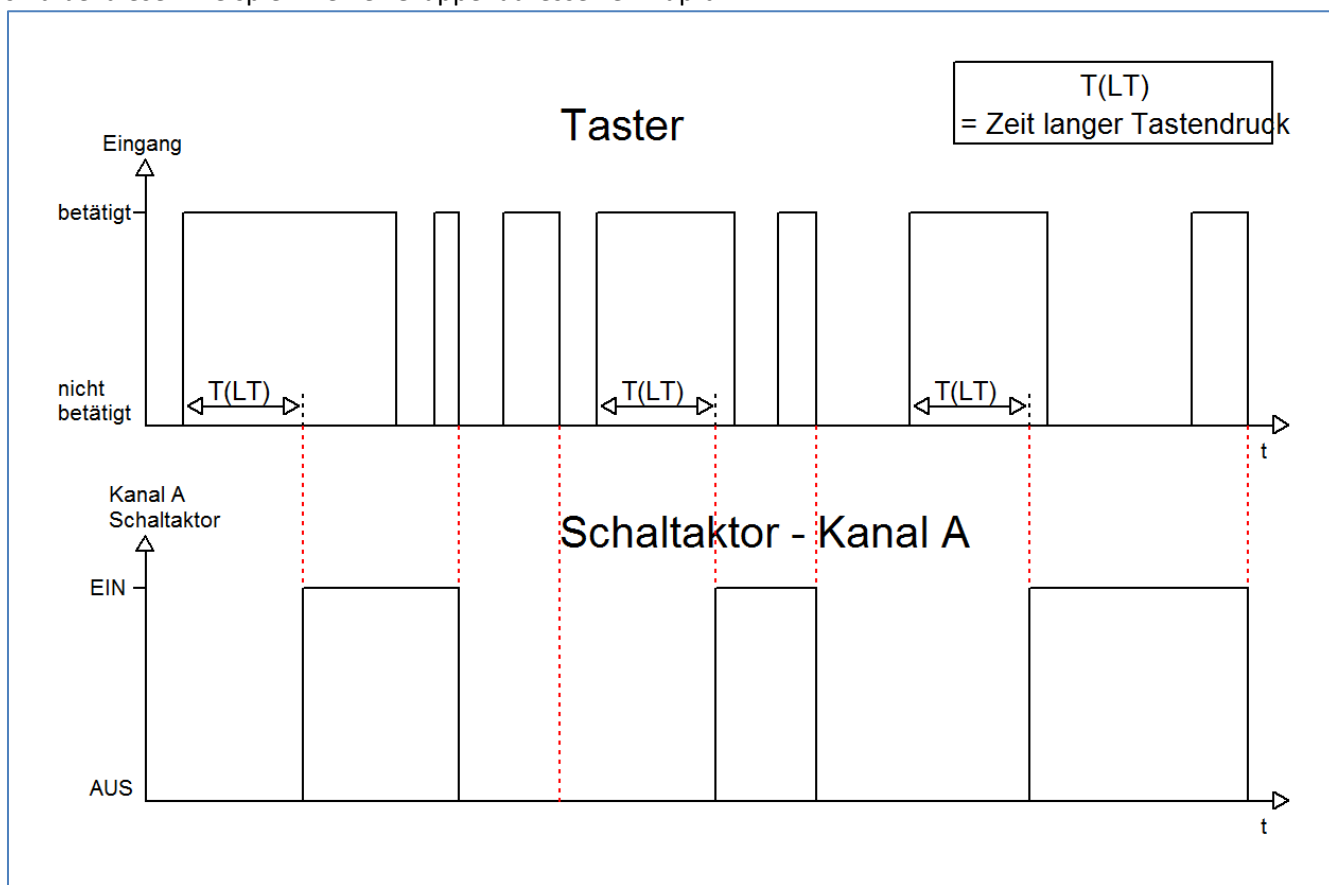 T(LT)
= Zeit langer Tastendruck
Taster
Eingang
betätigt
nicht
betätigt
T(LT)
T(LT)
T(LT)
t
Kanal A
Schaltaktor
Schaltaktor - Kanal A
EIN
AUS
t